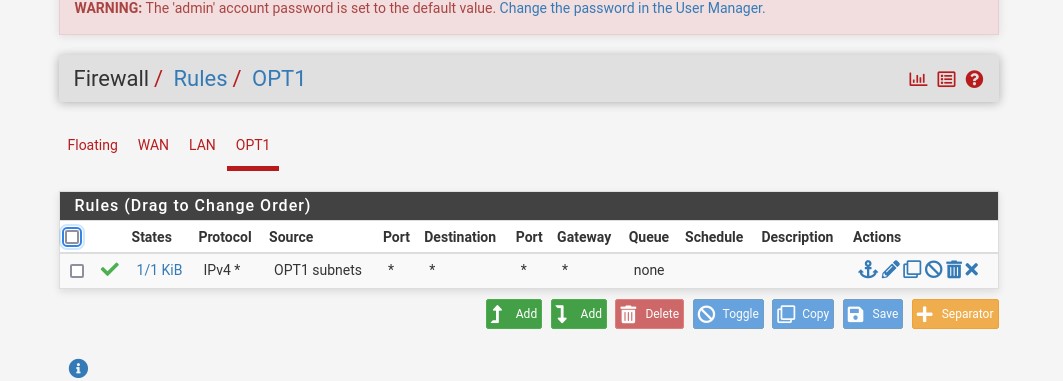 WARNING: The 'admin' account password is set to the default value. Change the password in the User Manager.
Firewall / Rules / OPT1
Floating WAN LAN OPT1
Rules (Drag to Change Order)
States Protocol Source Port Destination Port Gateway Queue Schedule Description Actions
1/1 KiB IPv4 * OPT1 subnets * * * * none
Add Add Delete Toggle Copy Save Separator